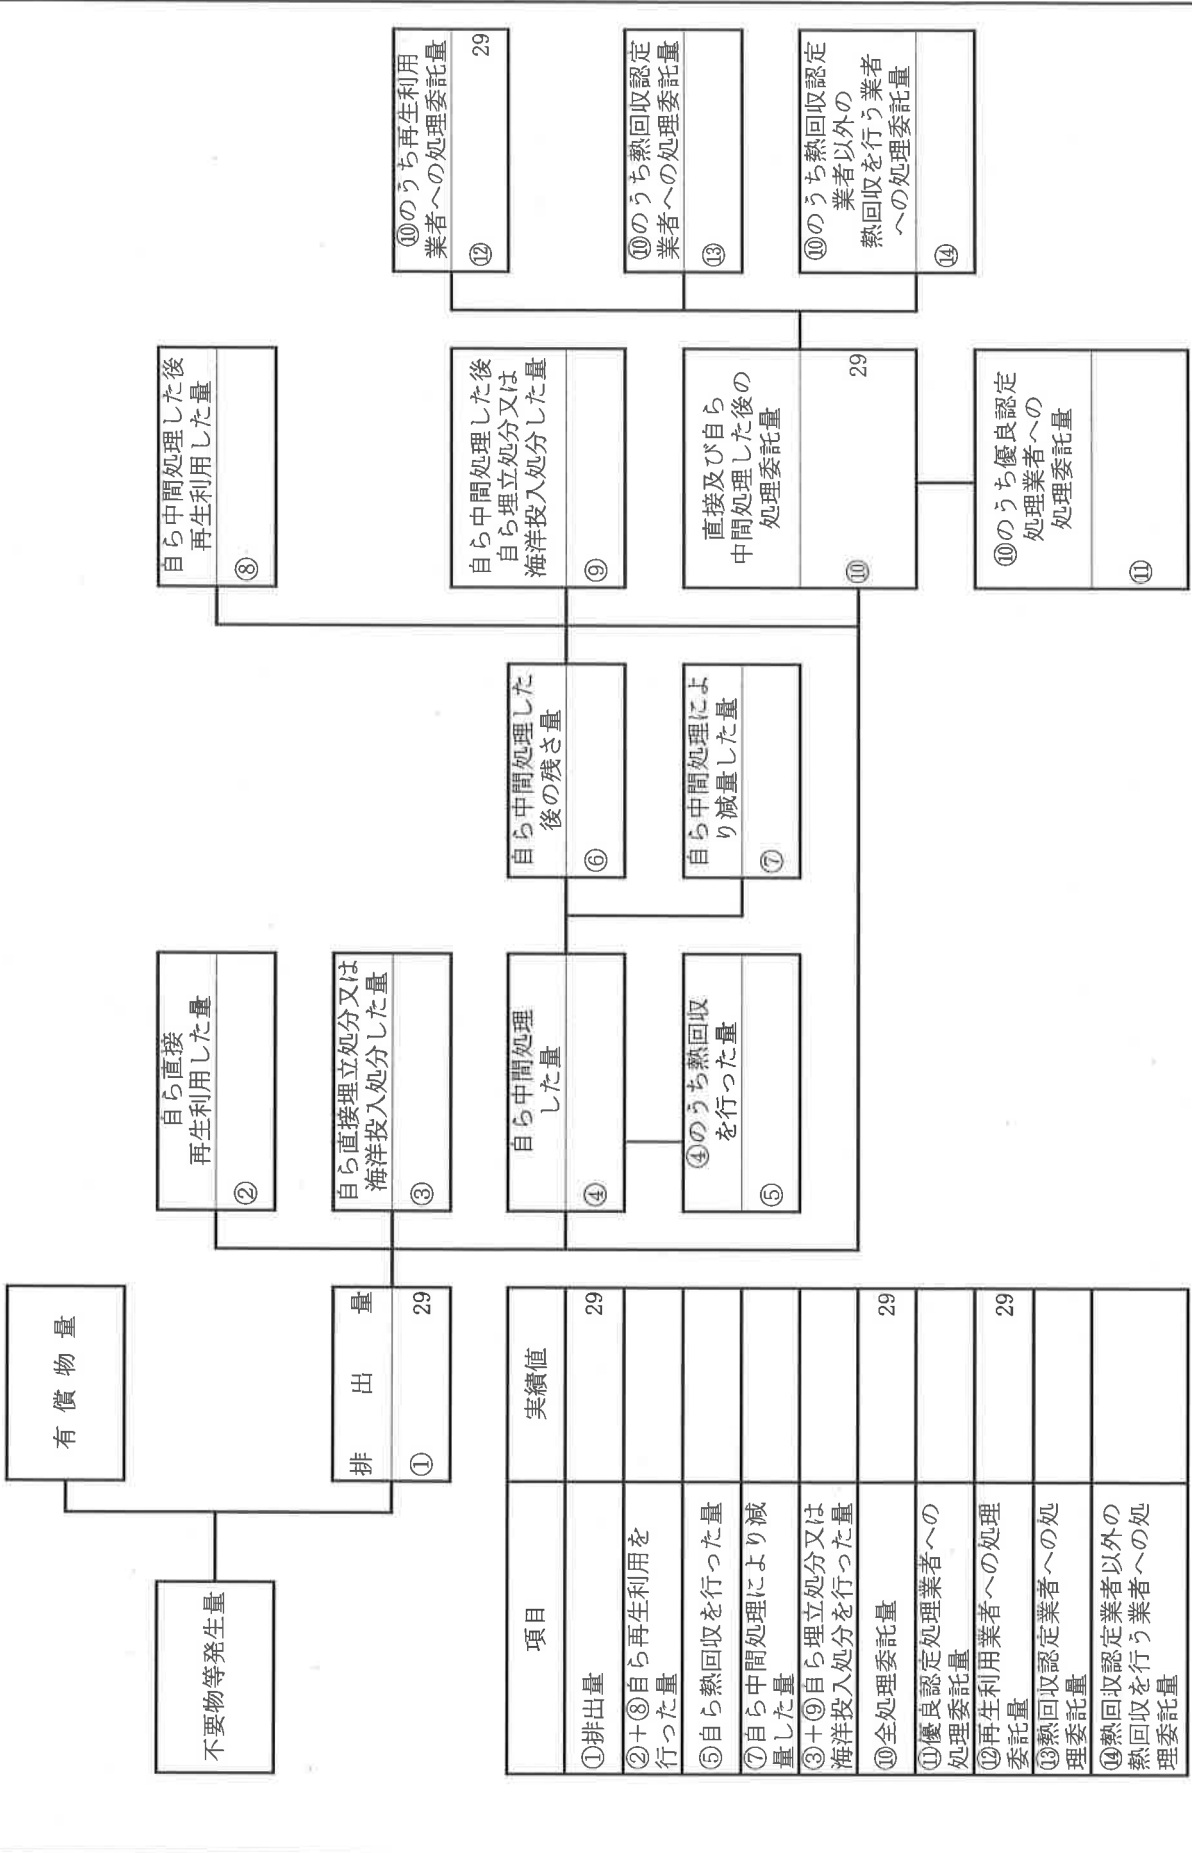 有償物量
不要物等発生量
排出量
① 29
自ら直接
再生利用した量
②
自ら直接埋立処分又は
海洋投入処分した量
③
自ら中間処理
した量
④
④のうち熱回収
を行った量
⑤
自ら中間処理した
後の残さ量
⑥
自ら中間処理によ
り減量した量
⑦
自ら中間処理した後
再生利用した量
⑧
自ら中間処理した後
自ら埋立処分又は
海洋投入処分した量
⑨
直接及び自ら
中間処理した後の
処理委託量
⑩ 29
⑩のうち優良認定
処理業者への
処理委託量
⑪
⑩のうち再生利用
業者への処理委託量
⑫ 29
⑩のうち熱回収認定
業者への処理委託量
⑬
⑩のうち熱回収認定
業者以外の
熱回収を行う業者
への処理委託量
⑭
項目 実績値
①排出量 29
②+⑧自ら再生利用を
行った量
⑤自ら熱回収を行った量
⑦自ら中間処理により減
量した量
③+⑨自ら埋立処分又は
海洋投入処分を行った量
⑩全処理委託量 29
⑪優良認定処理業者への
処理委託量
⑫再生利用業者への処理
委託量 29
⑬熱回収認定業者への処
理委託量
⑭熱回収認定業者以外の
熱回収を行う業者への処
理委託量